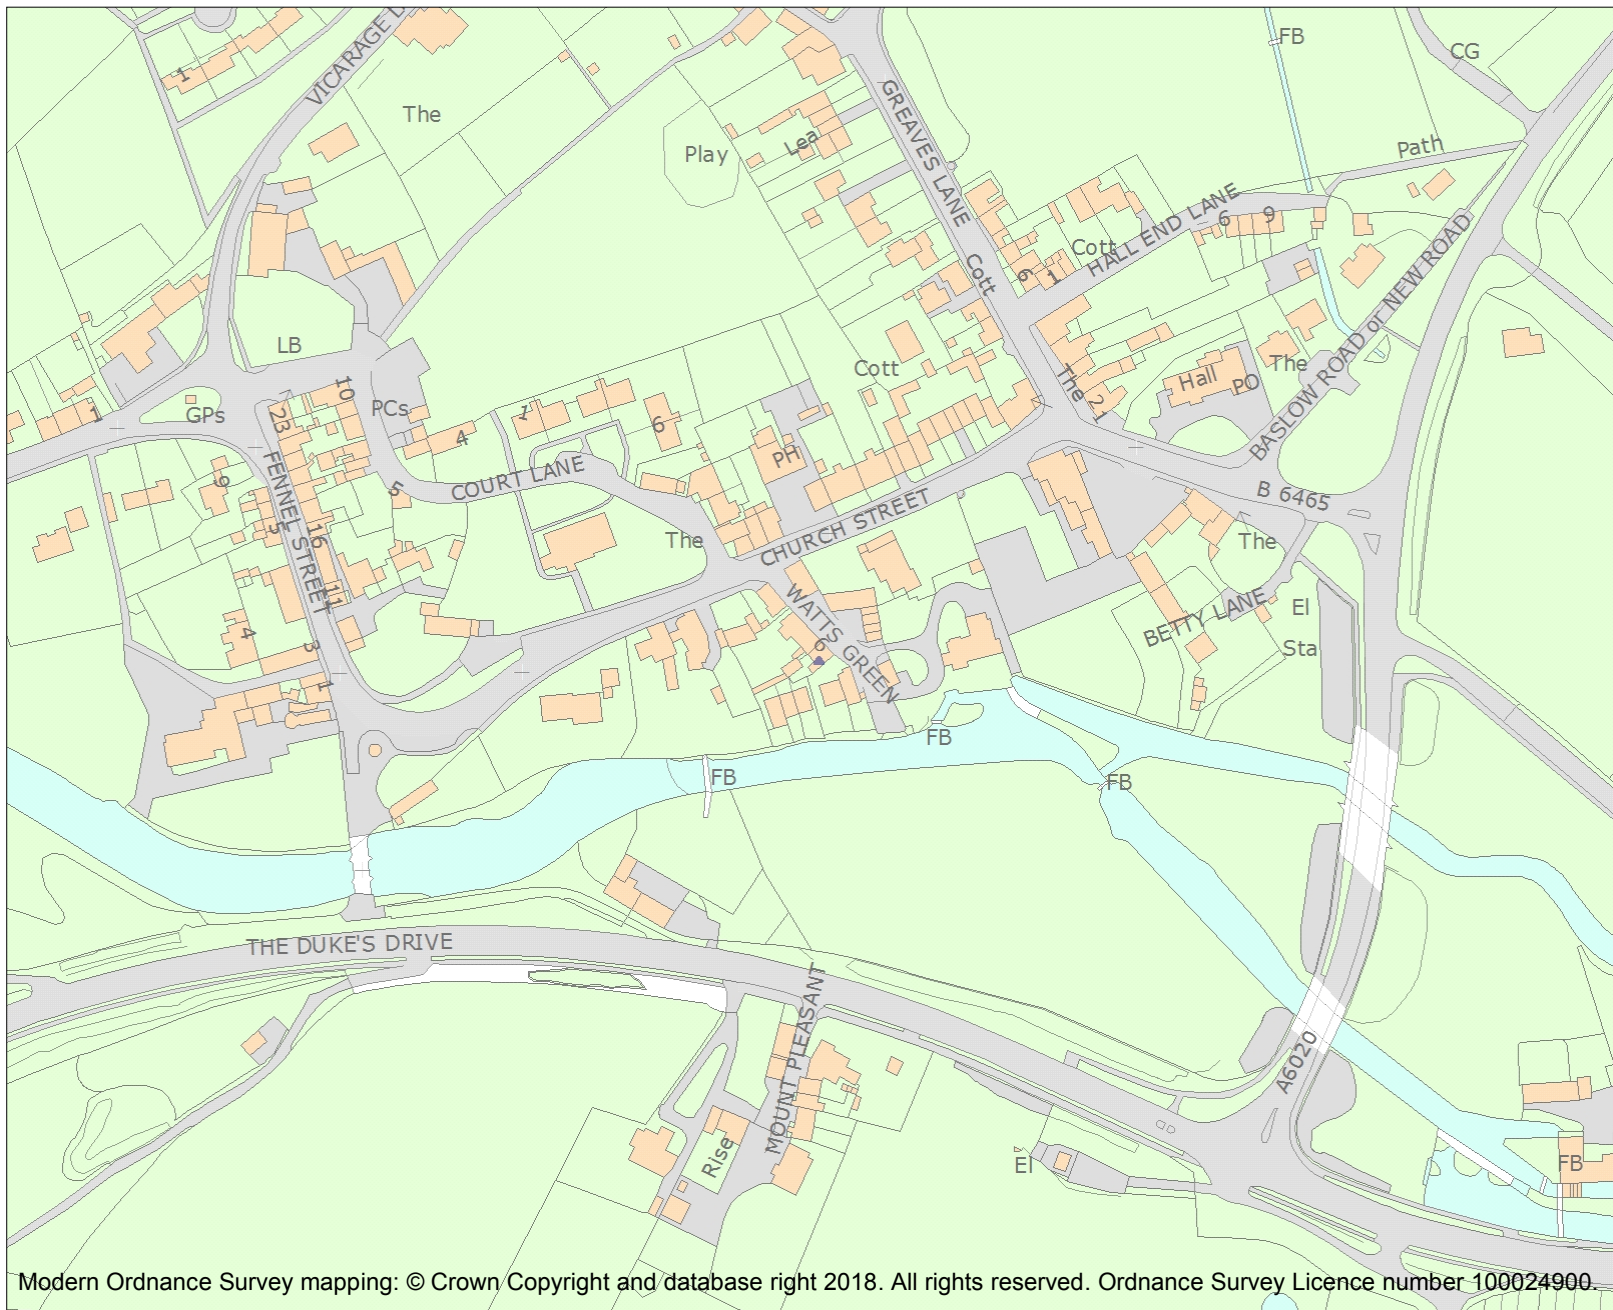 VICARAGE L
FB
CG
1
The
GREAVES LANE
Play
Lea
Path
HALL END LANE
6
9
Cott
Cott
6
1
BASLOW ROAD or NEW ROAD
LB
10
Cott
The
The
Hall
PO
1
GPs
23
PCs
1
21
4
6
PH
FENNEL STREET
COURT LANE
5
9
B 6465
CHURCH STREET
16
5
The
The
11
WATTS GREEN
BETTY LANE
El
Sta
4
3
6
1
FB
FB
FB
THE DUKE'S DRIVE
MOUNT PLEASANT
A6020
Rise
El
FB
Modern Ordnance Survey mapping: © Crown Copyright and database right 2018. All rights reserved. Ordnance Survey Licence number 100024900.